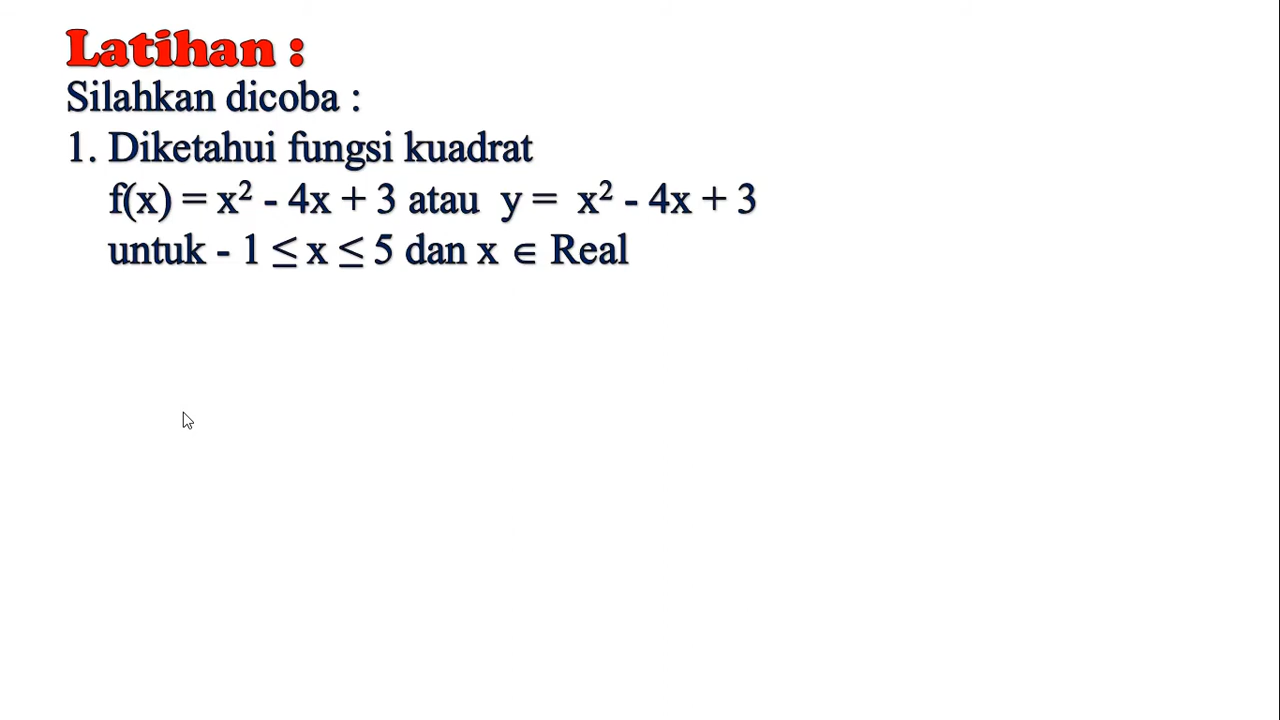 Latihan :
Silahkan dicoba :
1. Diketahui fungsi kuadrat
f(x) = x² - 4x + 3 atau y = x² - 4x + 3
untuk - 1 ≤ x ≤ 5 dan x ∈ Real